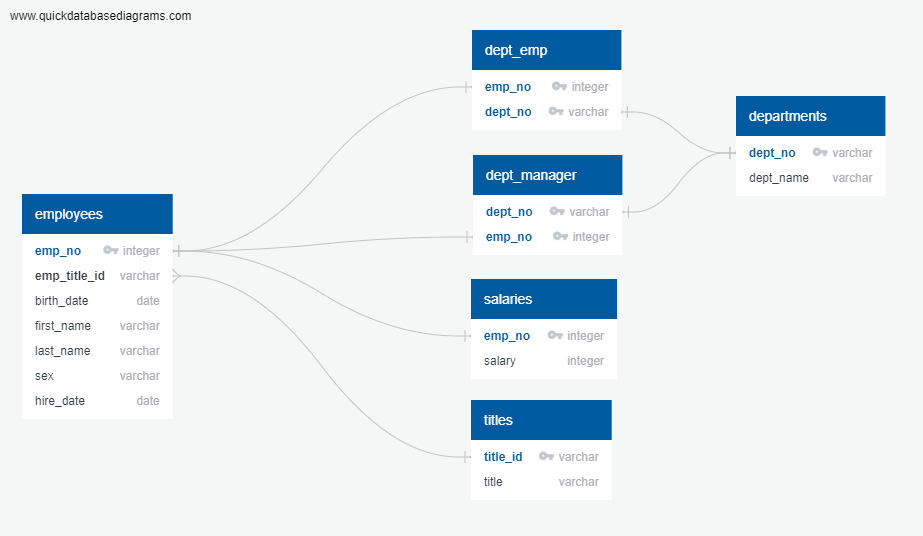 www.quickdatabasediagrams.com
dept_emp
emp_no integer
dept_no varchar
departments
dept_no varchar
dept_name varchar
dept_manager
dept_no varchar
emp_no integer
employees
emp_no integer
emp_title_id varchar
birth_date date
first_name varchar
last_name varchar
sex varchar
hire_date date
salaries
emp_no integer
salary integer
titles
title_id varchar
title varchar